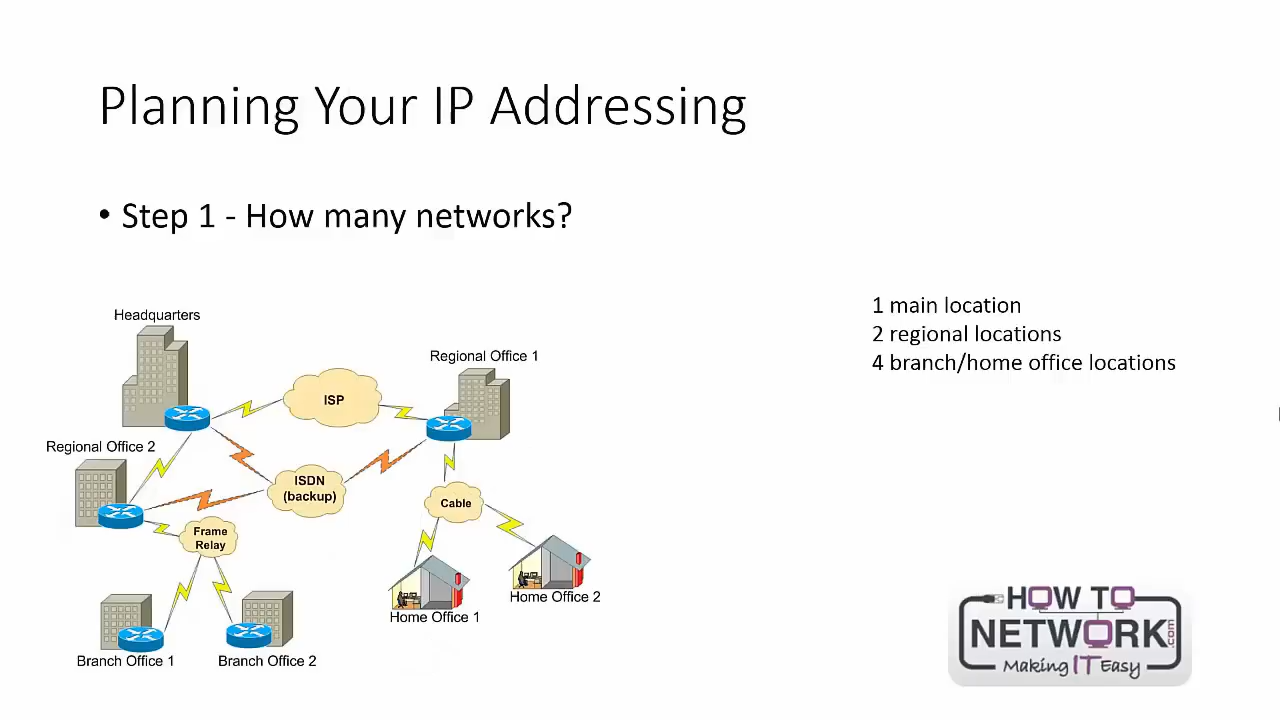 Planning Your IP Addressing
• Step 1 - How many networks?
1 main location
2 regional locations
4 branch/home office locations
Headquarters
Regional Office 1
ISP
Regional Office 2
ISDN
(backup)
Cable
Frame
Relay
Home Office 1
Home Office 2
Branch Office 1
Branch Office 2
HOW TO
NETWORK.com
Making IT Easy